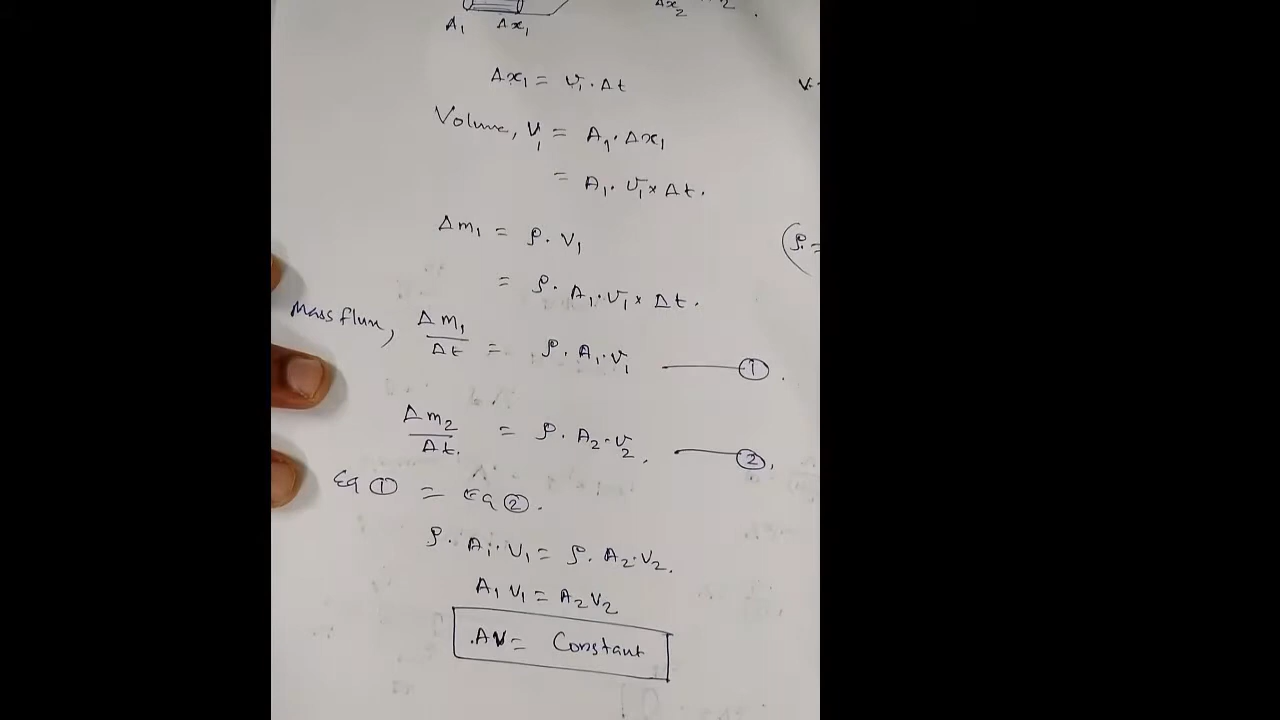 A₁ Δx₁ Δx₂
Δx₁ = v₁ · Δt
Volume, V₁ = A₁ · Δx₁
= A₁ · v₁ × Δt.
Δm₁ = ρ · V₁
= ρ · A₁ · v₁ × Δt.
Mass flux, Δm₁/Δt = ρ · A₁ · v₁ —— ①.
Δm₂/Δt. = ρ · A₂ · v₂. —— ②.
Eq ① = Eq ②.
ρ · A₁ · v₁ = ρ · A₂ · v₂.
A₁ v₁ = A₂ v₂
.AV = Constant